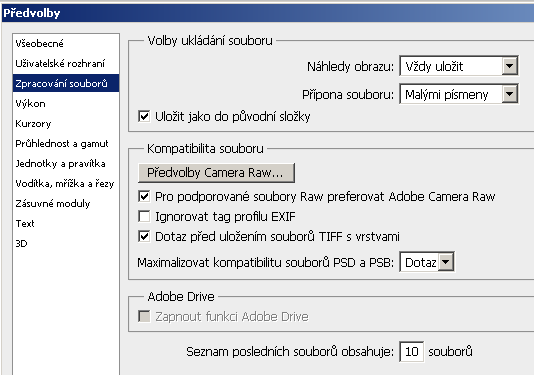 Předvolby
Všeobecné
Uživatelské rozhraní
Zpracování souborů
Výkon
Kurzory
Průhlednost a gamut
Jednotky a pravítka
Vodítka, mřížka a řezy
Zásuvné moduly
Text
3D
Volby ukládání souboru
Náhledy obrazu: Vždy uložit
Přípona souboru: Malými písmeny
Uložit jako do původní složky
Kompatibilita souboru
Předvolby Camera Raw...
Pro podporované soubory Raw preferovat Adobe Camera Raw
Ignorovat tag profilu EXIF
Dotaz před uložením souborů TIFF s vrstvami
Maximalizovat kompatibilitu souborů PSD a PSB: Dotaz
Adobe Drive
Zapnout funkci Adobe Drive
Seznam posledních souborů obsahuje: 10 souborů